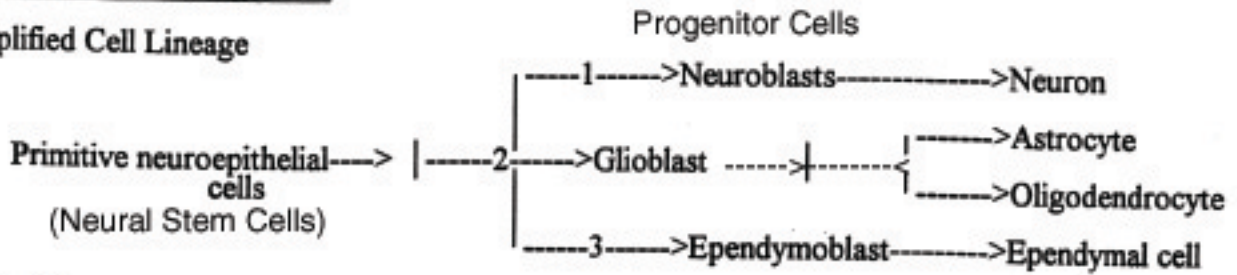 Progenitor Cells
plified Cell Lineage
-----1------>Neuroblasts--------------->Neuron
------->Astrocyte
Primitive neuroepithelial----> |------2------>Glioblast ------>|------<
cells
------->Oligodendrocyte
(Neural Stem Cells)
------3------>Ependymoblast--------->Ependymal cell